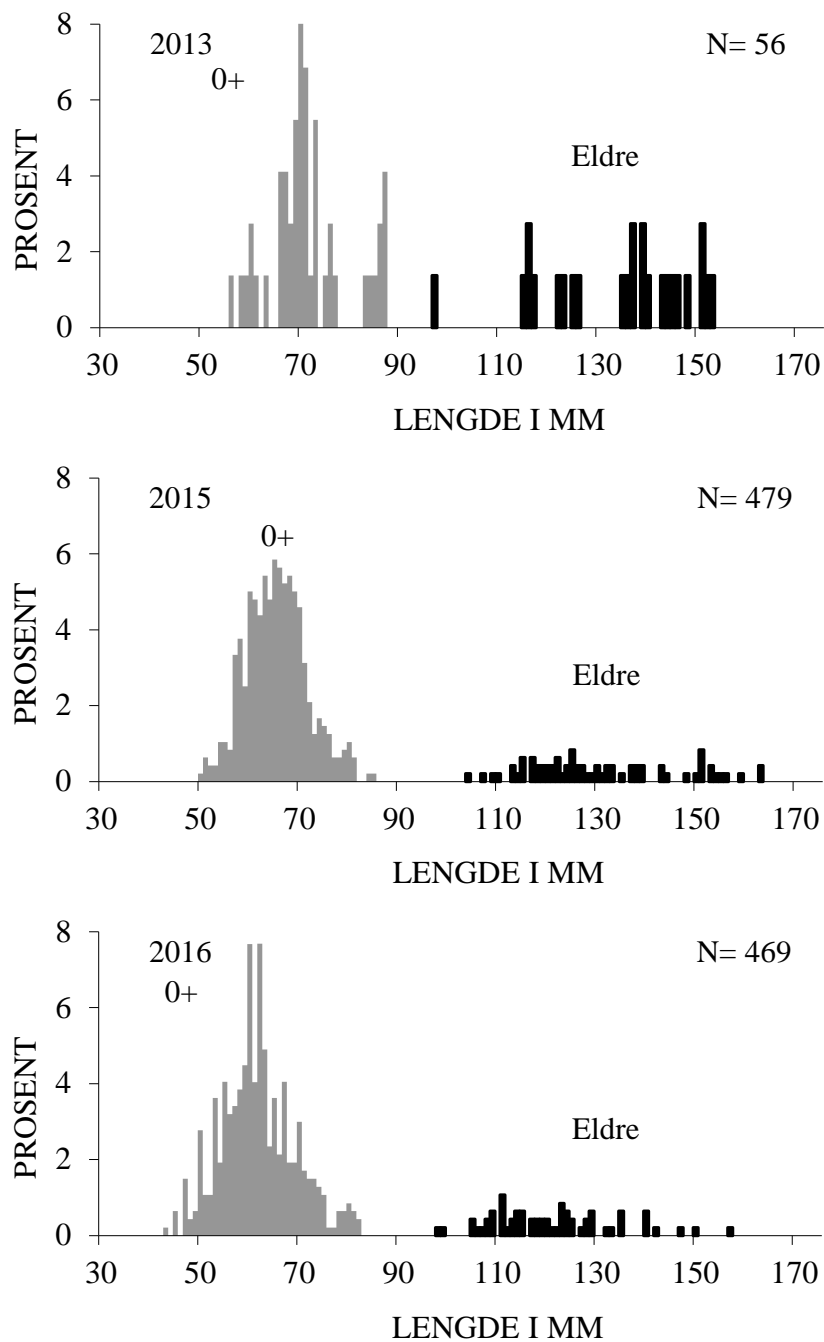 8
2013
N= 56
0+
6
PROSENT
Eldre
4
2
0
30 50 70 90 110 130 150 170
LENGDE I MM
8
2015
N= 479
0+
6
PROSENT
4
Eldre
2
0
30 50 70 90 110 130 150 170
LENGDE I MM
8
2016
N= 469
0+
6
PROSENT
4
Eldre
2
0
30 50 70 90 110 130 150 170
LENGDE I MM